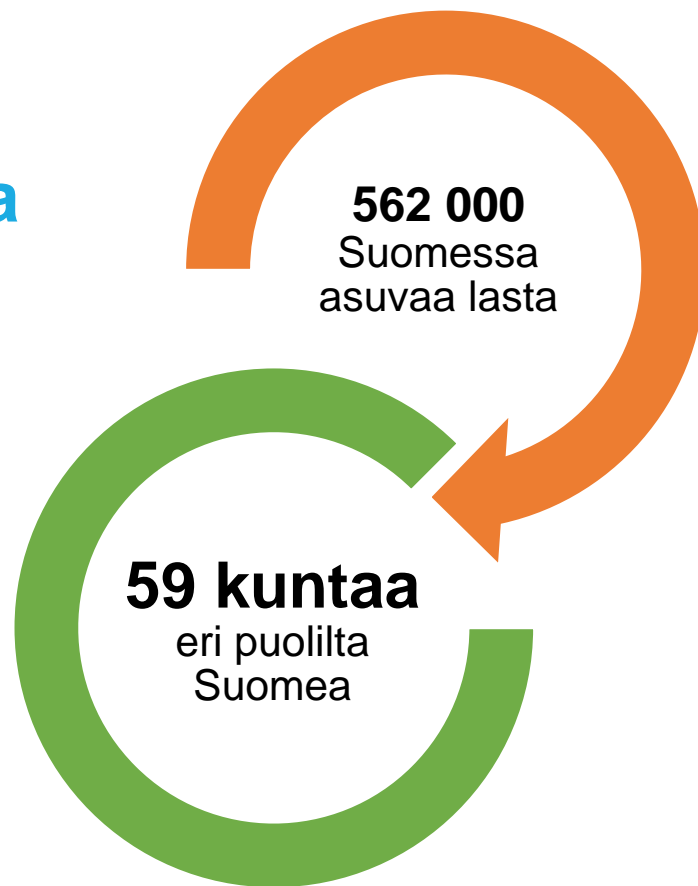 a
562 000
Suomessa
asuvaa lasta
59 kuntaa
eri puolilta
Suomea